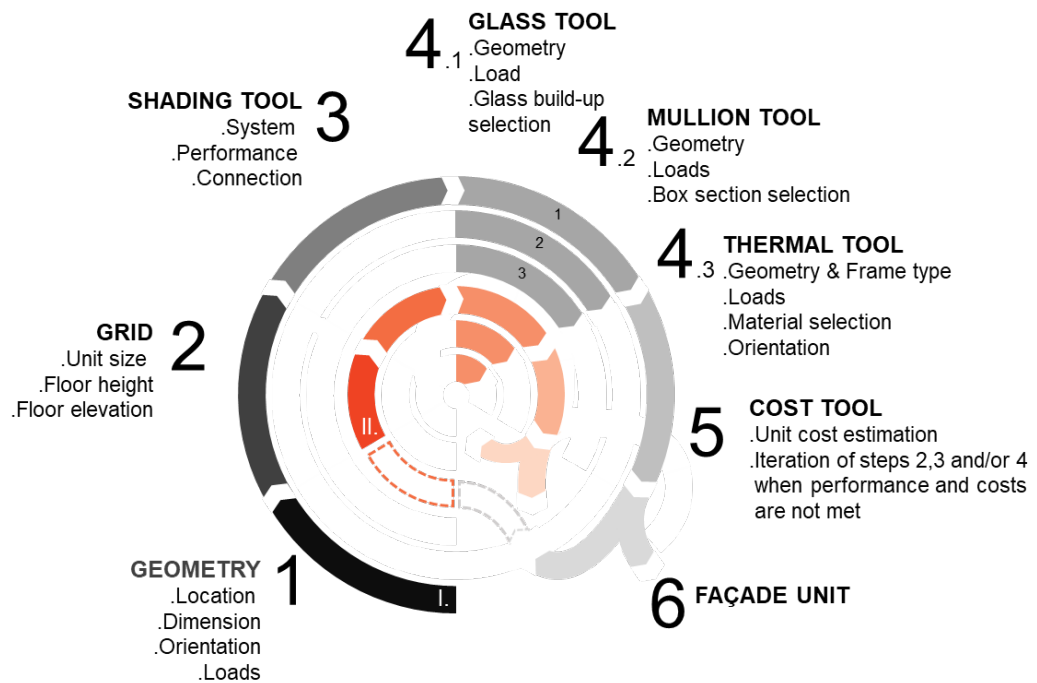 4.1 GLASS TOOL
.Geometry
.Load
.Glass build-up
selection
SHADING TOOL 3
.System
.Performance
.Connection
4.2 MULLION TOOL
.Geometry
.Loads
.Box section selection
4.3 THERMAL TOOL
.Geometry & Frame type
.Loads
.Material selection
.Orientation
1
2
3
GRID 2
.Unit size
.Floor height
.Floor elevation
II.
5 COST TOOL
.Unit cost estimation
.Iteration of steps 2,3 and/or 4
when performance and costs
are not met
GEOMETRY 1
.Location
.Dimension
.Orientation
.Loads
I.
6 FAÇADE UNIT